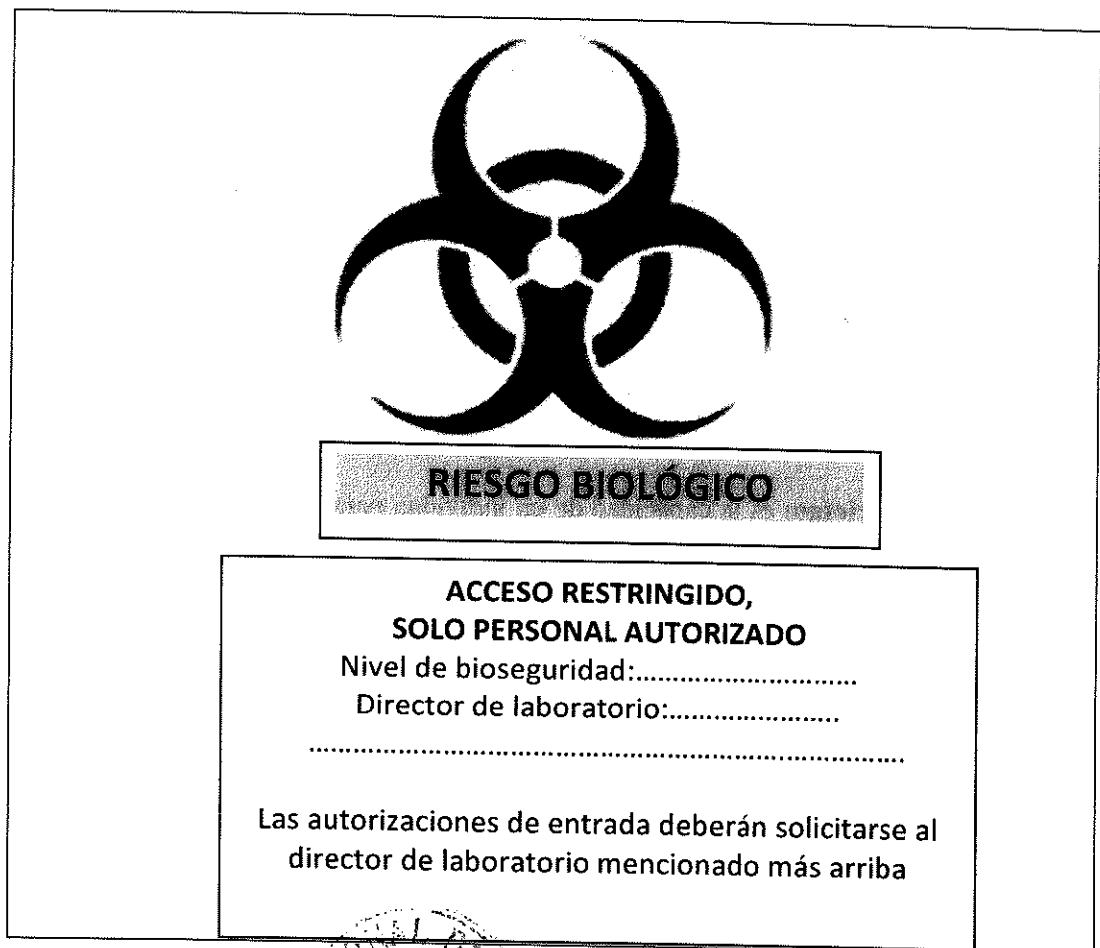 RIESGO BIOLÓGICO
ACCESO RESTRINGIDO,
SOLO PERSONAL AUTORIZADO
Nivel de bioseguridad:..............................
Director de laboratorio:.......................
................................................................................
Las autorizaciones de entrada deberán solicitarse al
director de laboratorio mencionado más arriba